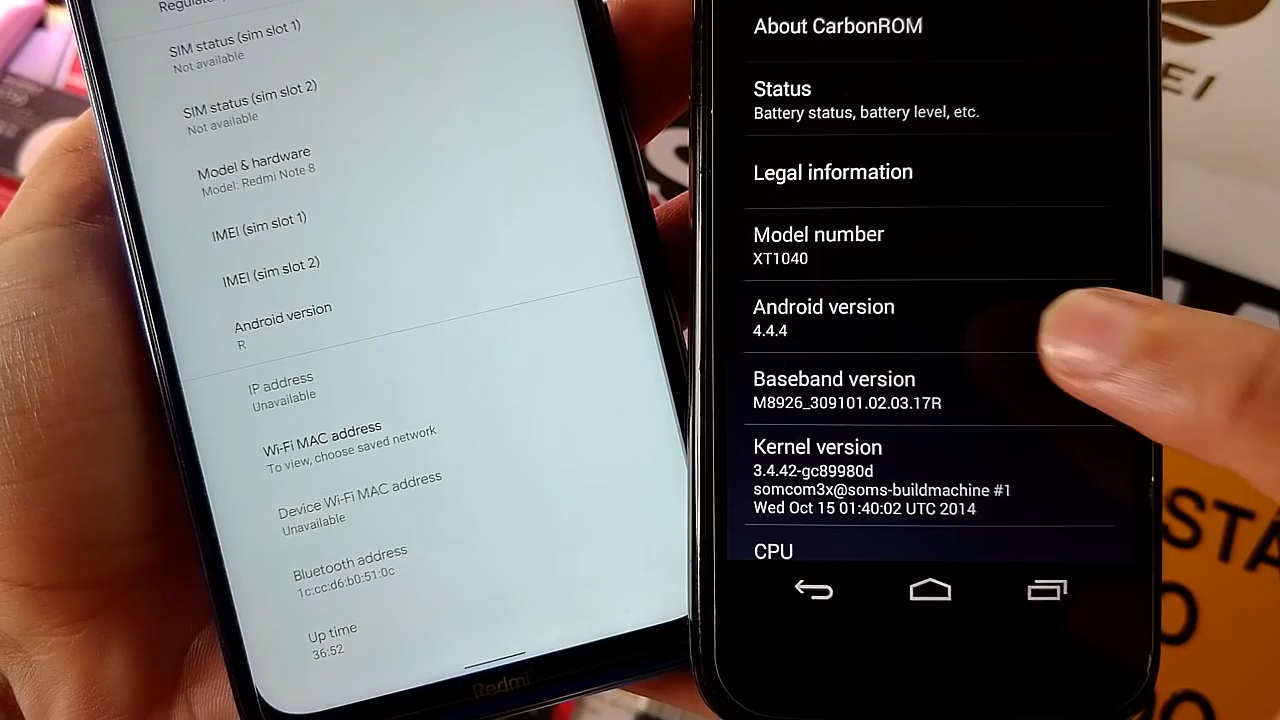 SIM status (sim slot 1)
Not available
SIM status (sim slot 2)
Not available
Model & hardware
Model: Redmi Note 8
IMEI (sim slot 1)
IMEI (sim slot 2)
Android version
R
IP address
Unavailable
Wi-Fi MAC address
To view, choose saved network
Device Wi-Fi MAC address
Unavailable
Bluetooth address
1c:cc:d6:b0:51:0c
Up time
36:52
Redmi
About CarbonROM
Status
Battery status, battery level, etc.
Legal information
Model number
XT1040
Android version
4.4.4
Baseband version
M8926_309101.02.03.17R
Kernel version
3.4.42-gc89980d
somcom3x@soms-buildmachine #1
Wed Oct 15 01:40:02 UTC 2014
CPU